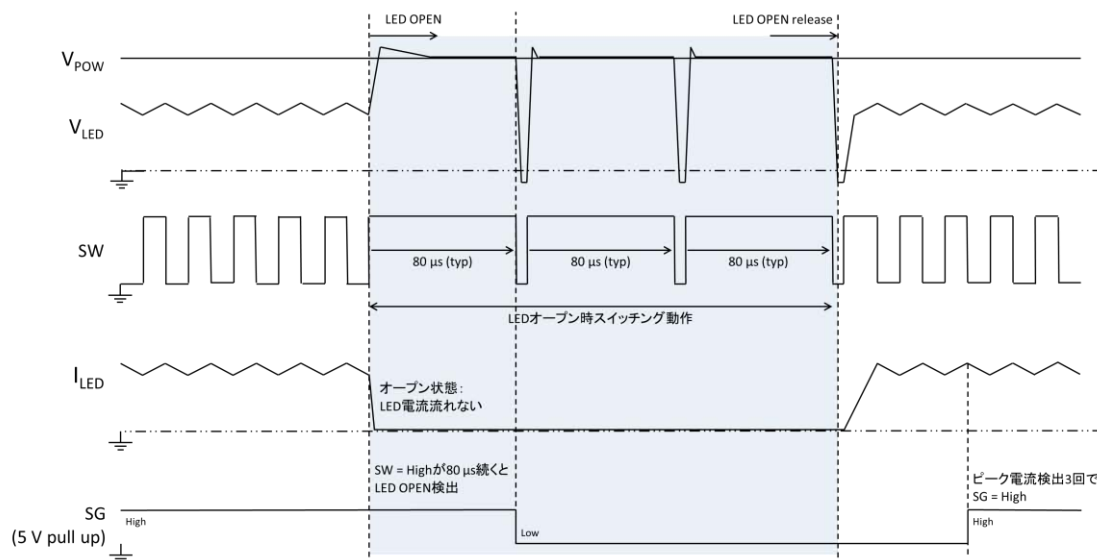 LED OPEN
LED OPEN release
VPOW
VLED
SW
80 µs (typ)
80 µs (typ)
80 µs (typ)
LEDオープン時スイッチング動作
ILED
オープン状態:
LED電流流れない
SW = Highが80 µs続くと
LED OPEN検出
ピーク電流検出3回で
SG = High
SG
(5 V pull up)
High
Low
High